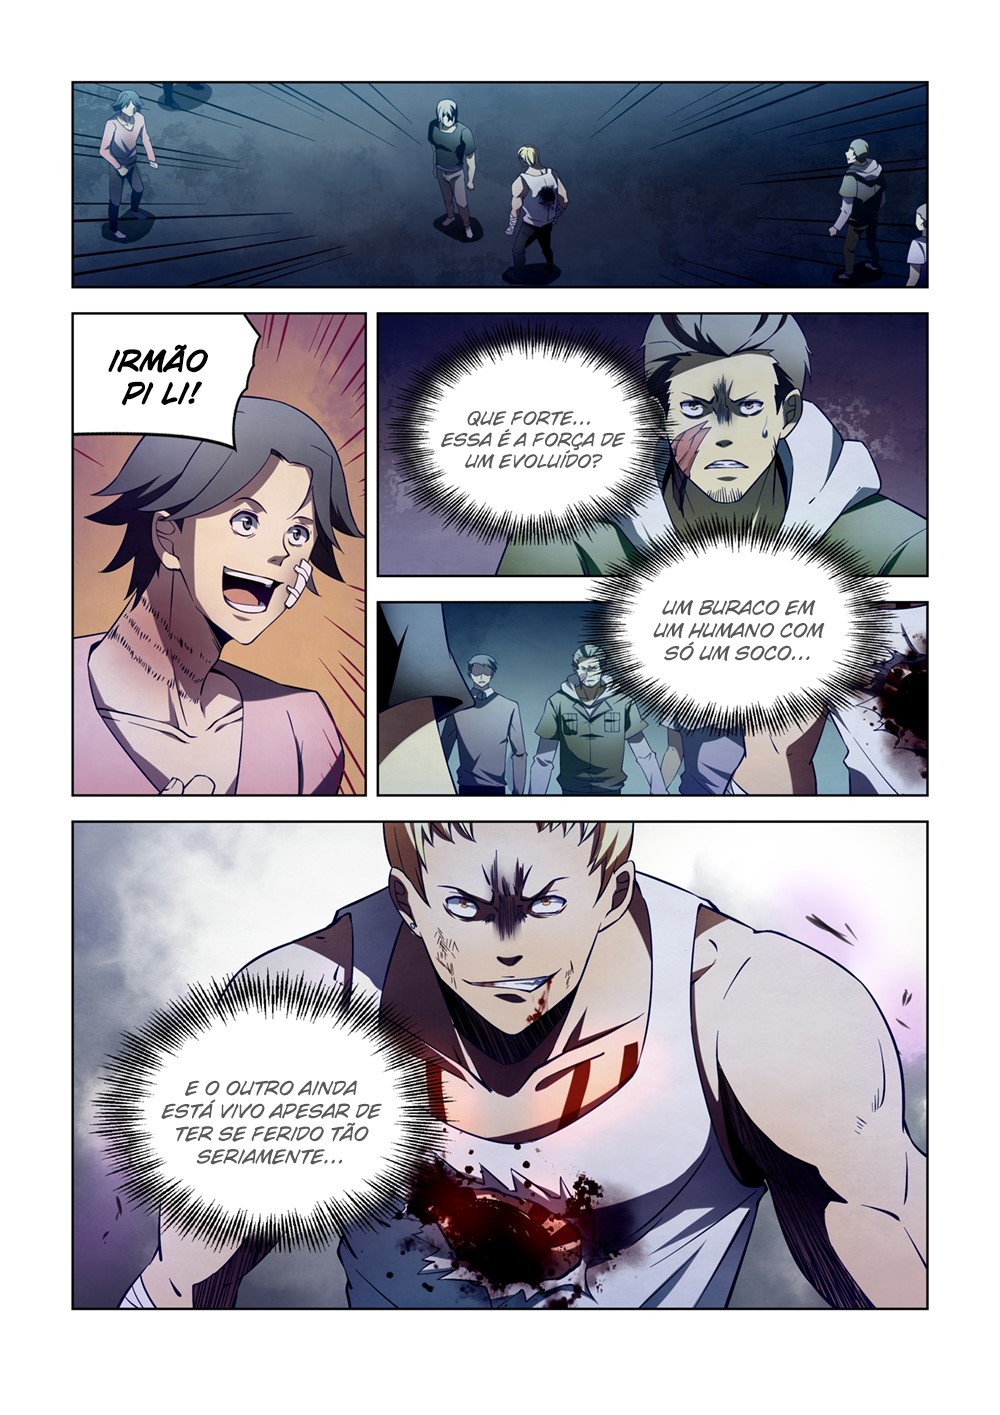 IRMÃO
PI LI!
QUE FORTE...
ESSA É A FORÇA DE
UM EVOLUÍDO?
UM BURACO EM
UM HUMANO COM
SÓ UM SOCO...
E O OUTRO AINDA
ESTÁ VIVO APESAR DE
TER SE FERIDO TÃO
SERIAMENTE...